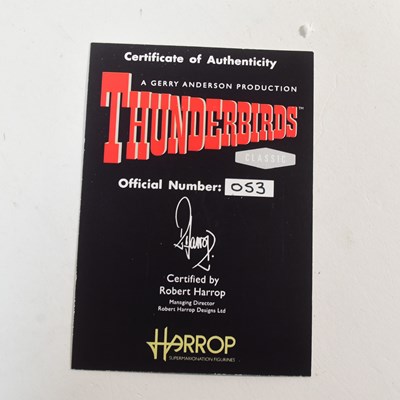 Certificate of Authenticity
A GERRY ANDERSON PRODUCTION
THUNDERBIRDS™
CLASSIC
Official Number: 053
Certified by
Robert Harrop
Managing Director
Robert Harrop Designs Ltd
HARROP
SUPERMARIONATION FIGURINES